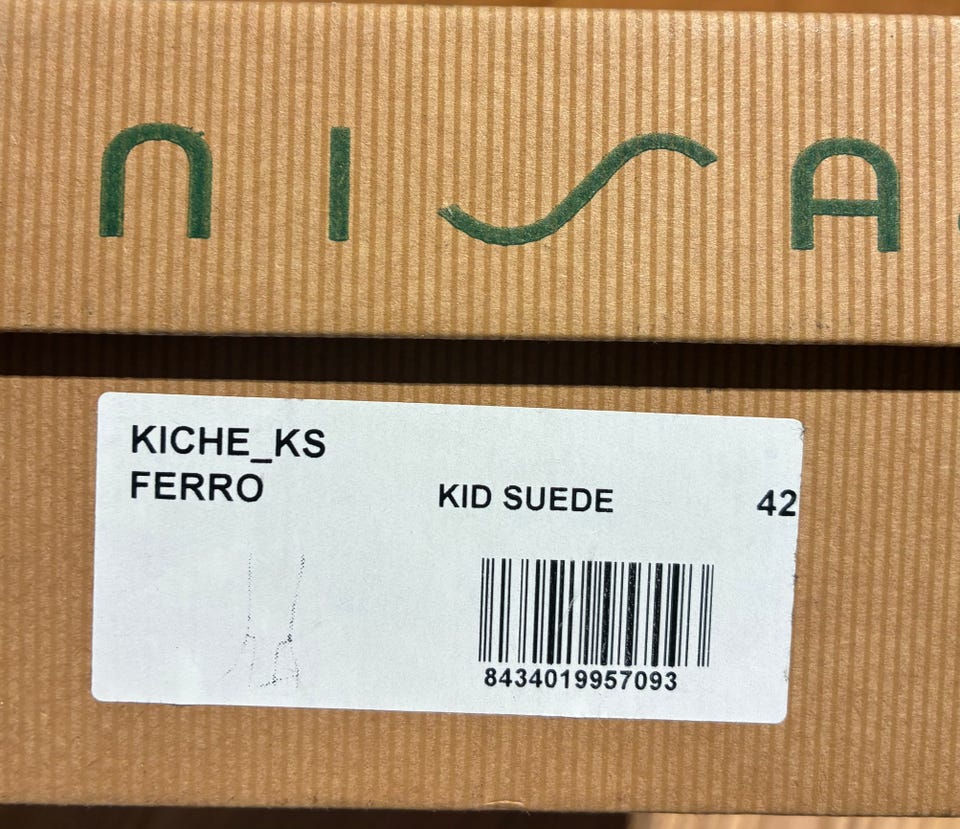 NISA
KICHE_KS
FERRO
KID SUEDE
42
8434019957093